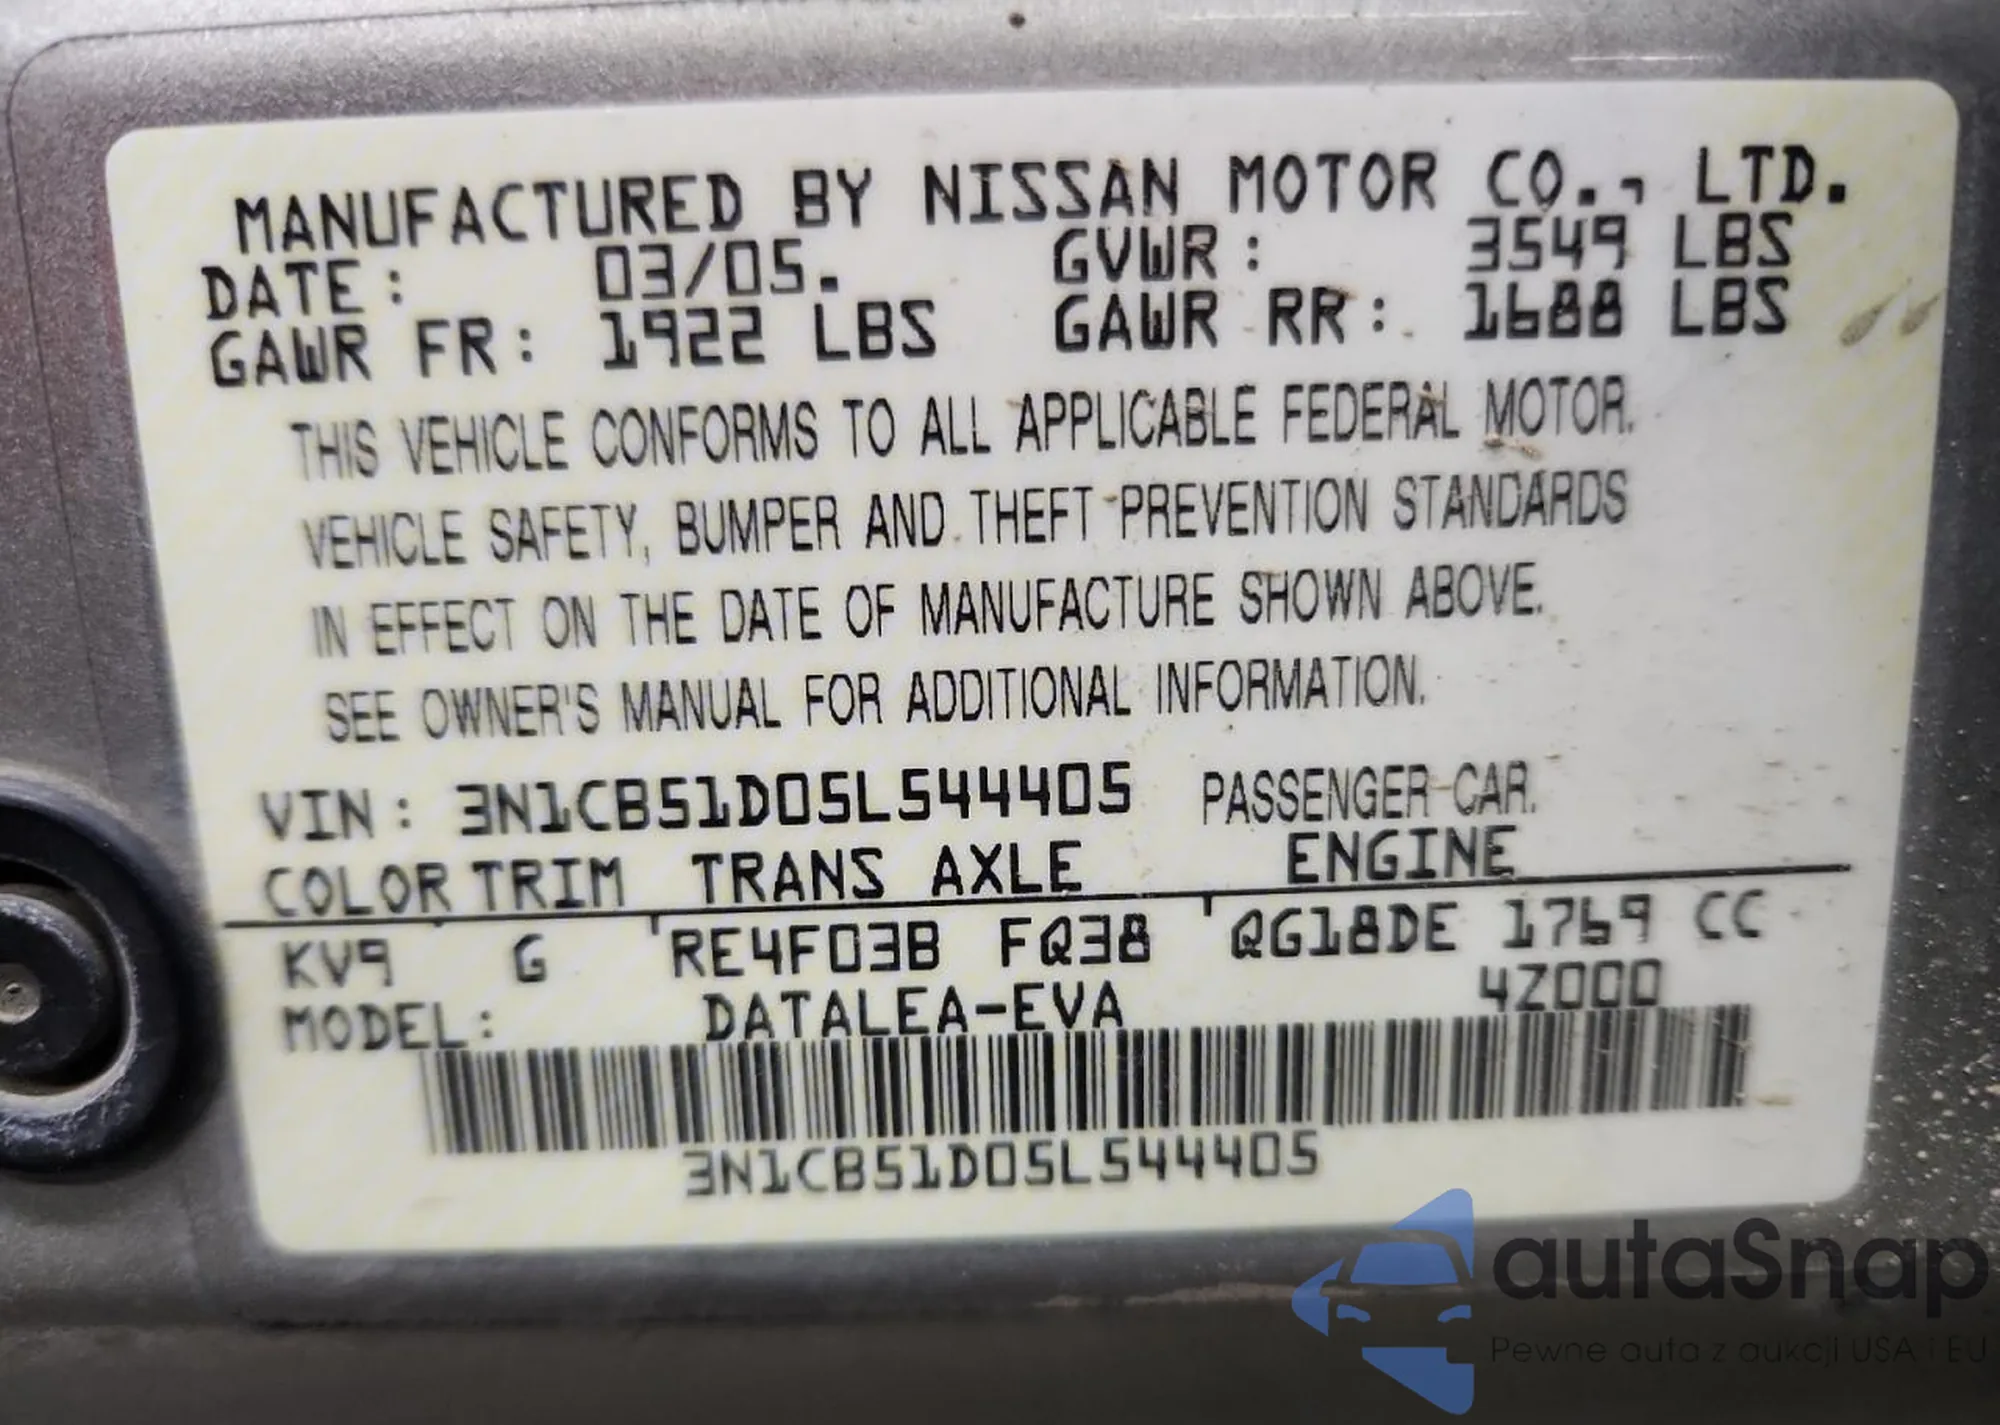 MANUFACTURED BY NISSAN MOTOR CO., LTD.
DATE: 03/05. GVWR: 3549 LBS
GAWR FR: 1922 LBS GAWR RR: 1688 LBS
THIS VEHICLE CONFORMS TO ALL APPLICABLE FEDERAL MOTOR
VEHICLE SAFETY, BUMPER AND THEFT PREVENTION STANDARDS
IN EFFECT ON THE DATE OF MANUFACTURE SHOWN ABOVE.
SEE OWNER'S MANUAL FOR ADDITIONAL INFORMATION.
VIN: 3N1CB51D05L544405 PASSENGER CAR.
COLOR TRIM TRANS AXLE ENGINE
KV9 G RE4F03B FQ38 QG18DE 1769 CC
MODEL: DATALEA-EVA 4Z000
3N1CB51D05L544405
autaSnap
Pewne auta z aukcji USA i EU